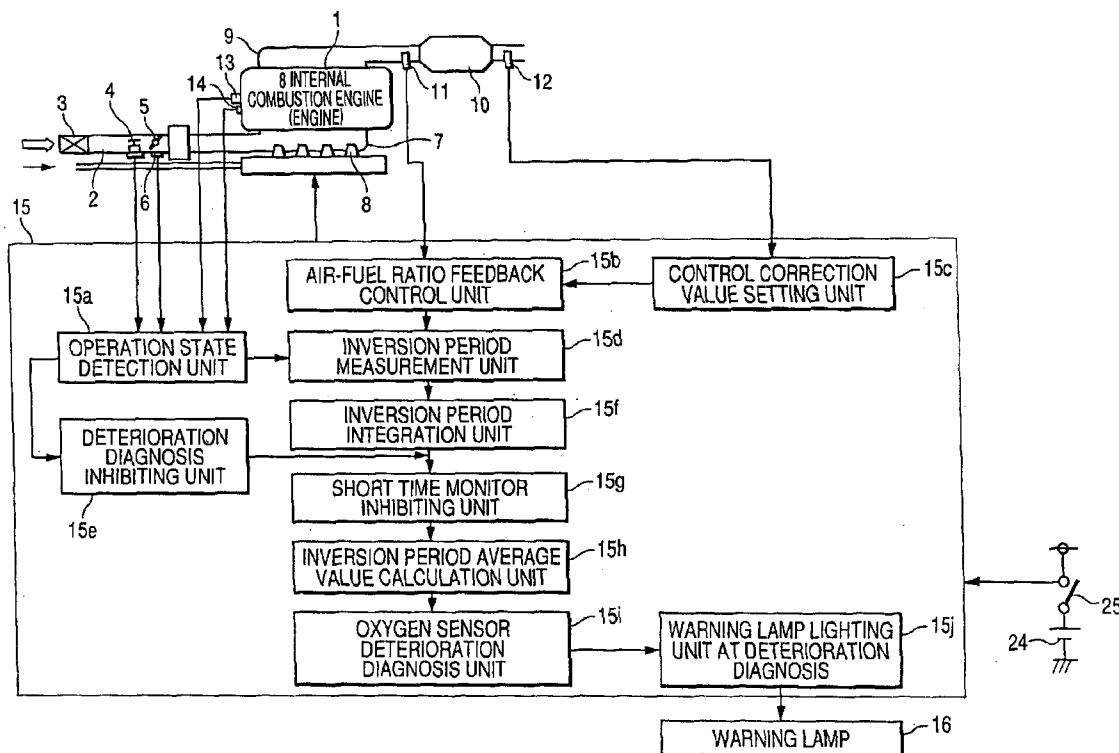 1
9
13
14
8 INTERNAL
COMBUSTION ENGINE
(ENGINE)
11
10
12
3
4
5
7
2
6
8
15
15a
OPERATION STATE
DETECTION UNIT
AIR-FUEL RATIO FEEDBACK
CONTROL UNIT
15b
CONTROL CORRECTION
VALUE SETTING UNIT
15c
INVERSION PERIOD
MEASUREMENT UNIT
15d
INVERSION PERIOD
INTEGRATION UNIT
15f
DETERIORATION
DIAGNOSIS
INHIBITING UNIT
15e
SHORT TIME MONITOR
INHIBITING UNIT
15g
INVERSION PERIOD AVERAGE
VALUE CALCULATION UNIT
15h
OXYGEN SENSOR
DETERIORATION
DIAGNOSIS UNIT
15i
WARNING LAMP LIGHTING
UNIT AT DETERIORATION
DIAGNOSIS
15j
25
24
WARNING LAMP
16